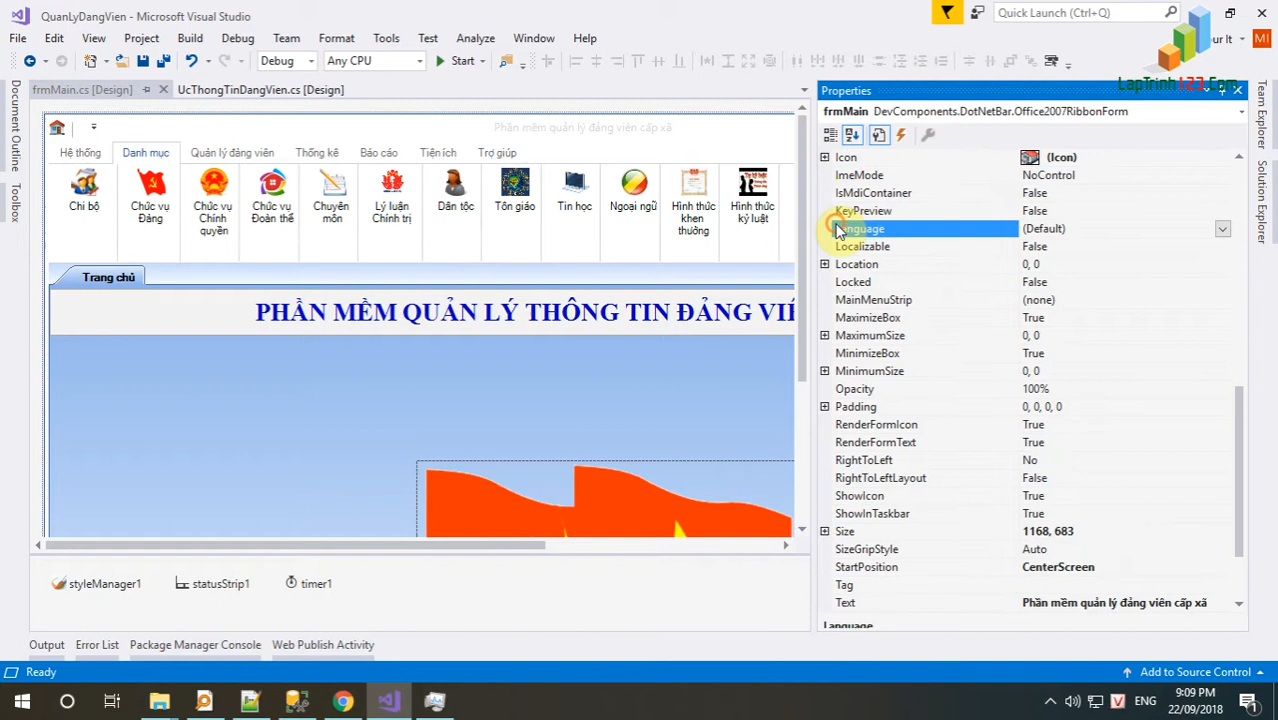 QuanLyDangVien - Microsoft Visual Studio
Quick Launch (Ctrl+Q)
File Edit View Project Build Debug Team Format Tools Test Analyze Window Help
MI
Debug Any CPU Start
LapTrinh123.Com
frmMain.cs [Design] UcThongTinDangVien.cs [Design]
Document Outline
Toolbox
Phần mềm quản lý đảng viên cấp xã
Hệ thống Danh mục Quản lý đảng viên Thống kê Báo cáo Tiện ích Trợ giúp
Chi bộ
Chức vụ Đảng
Chức vụ Chính quyền
Chức vụ Đoàn thể
Chuyên môn
Lý luận Chính trị
Dân tộc
Tôn giáo
Tin học
Ngoại ngũ
Hình thức khen thưởng
Hình thức kỷ luật
Trang chủ
PHẦN MỀM QUẢN LÝ THÔNG TIN ĐẢNG VIÊ
styleManager1 statusStrip1 timer1
Properties
frmMain DevComponents.DotNetBar.Office2007RibbonForm
Icon (Icon)
ImeMode NoControl
IsMdiContainer False
KeyPreview False
Language (Default)
Localizable False
Location 0, 0
Locked False
MainMenuStrip (none)
MaximizeBox True
MaximumSize 0, 0
MinimizeBox True
MinimumSize 0, 0
Opacity 100%
Padding 0, 0, 0, 0
RenderFormIcon True
RenderFormText True
RightToLeft No
RightToLeftLayout False
ShowIcon True
ShowInTaskbar True
Size 1168, 683
SizeGripStyle Auto
StartPosition CenterScreen
Tag
Text Phần mềm quản lý đảng viên cấp xã
Language
Team Explorer
Solution Explorer
Output Error List Package Manager Console Web Publish Activity
Ready Add to Source Control
ENG
9:09 PM
22/09/2018